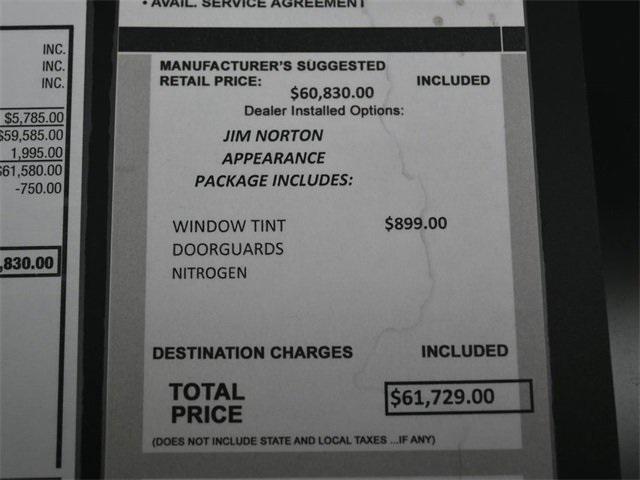 • AVAIL. SERVICE AGREEMENT
INC.
INC.
INC.
$5,785.00
$59,585.00
1,995.00
$61,580.00
-750.00
,830.00
MANUFACTURER'S SUGGESTED
RETAIL PRICE: INCLUDED
$60,830.00
Dealer Installed Options:
JIM NORTON
APPEARANCE
PACKAGE INCLUDES:
WINDOW TINT $899.00
DOORGUARDS
NITROGEN
DESTINATION CHARGES INCLUDED
TOTAL
PRICE $61,729.00
(DOES NOT INCLUDE STATE AND LOCAL TAXES ...IF ANY)